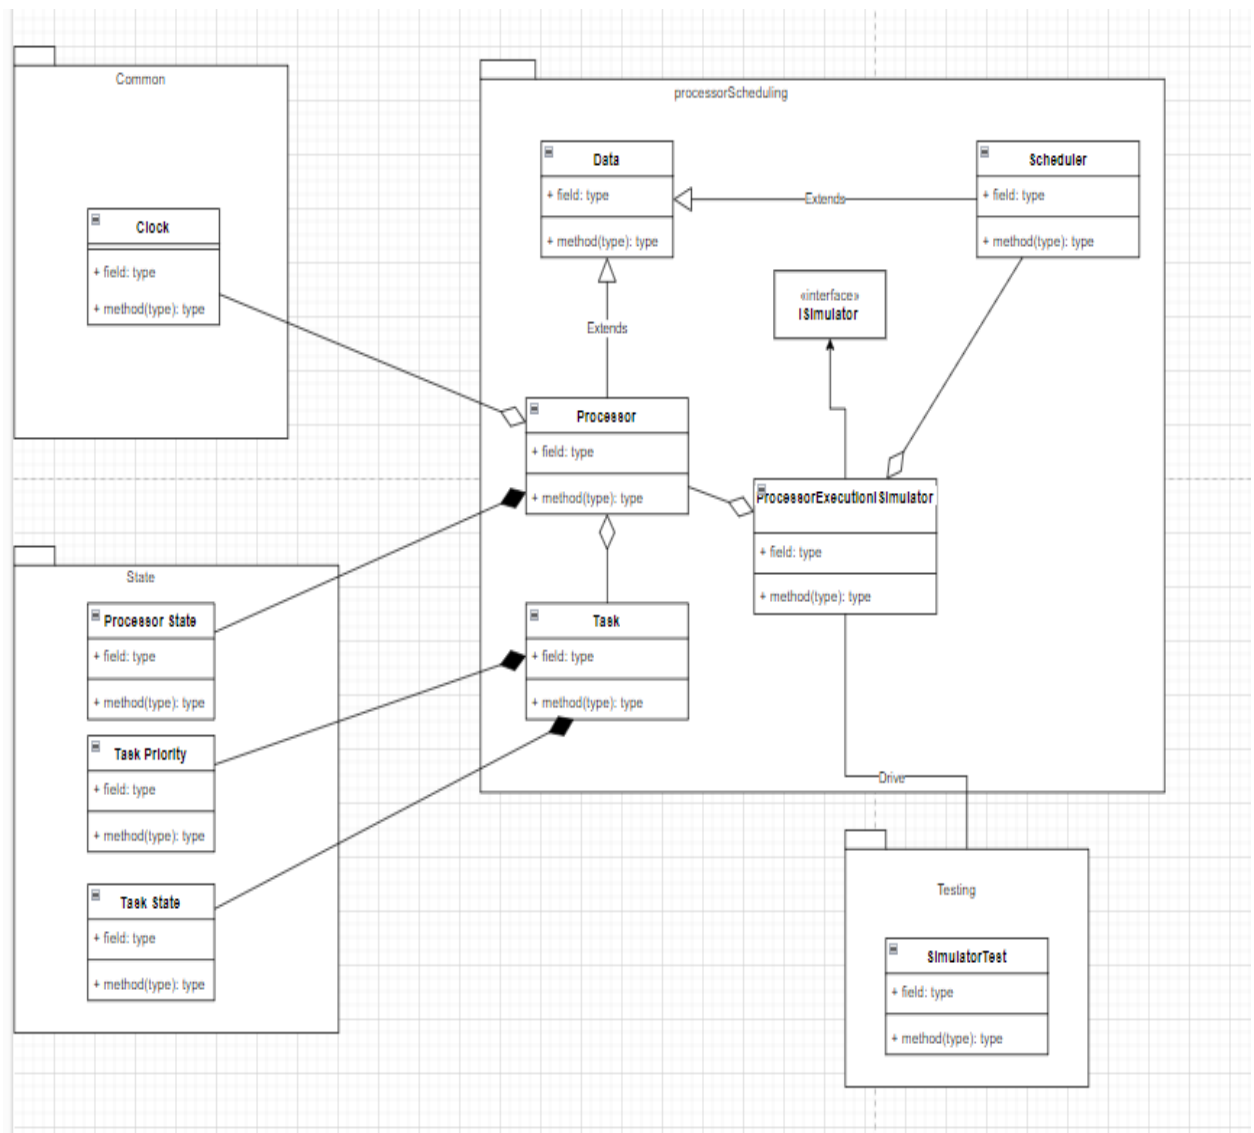 Common
Clock
+ field: type
+ method(type): type
processorScheduling
Data
+ field: type
+ method(type): type
Extends
Scheduler
+ field: type
+ method(type): type
«interface»
ISimulator
Extends
Processor
+ field: type
+ method(type): type
ProcessorExecutionISimulator
+ field: type
+ method(type): type
Task
+ field: type
+ method(type): type
Drive
State
Processor State
+ field: type
+ method(type): type
Task Priority
+ field: type
+ method(type): type
Task State
+ field: type
+ method(type): type
Testing
SimulatorTest
+ field: type
+ method(type): type